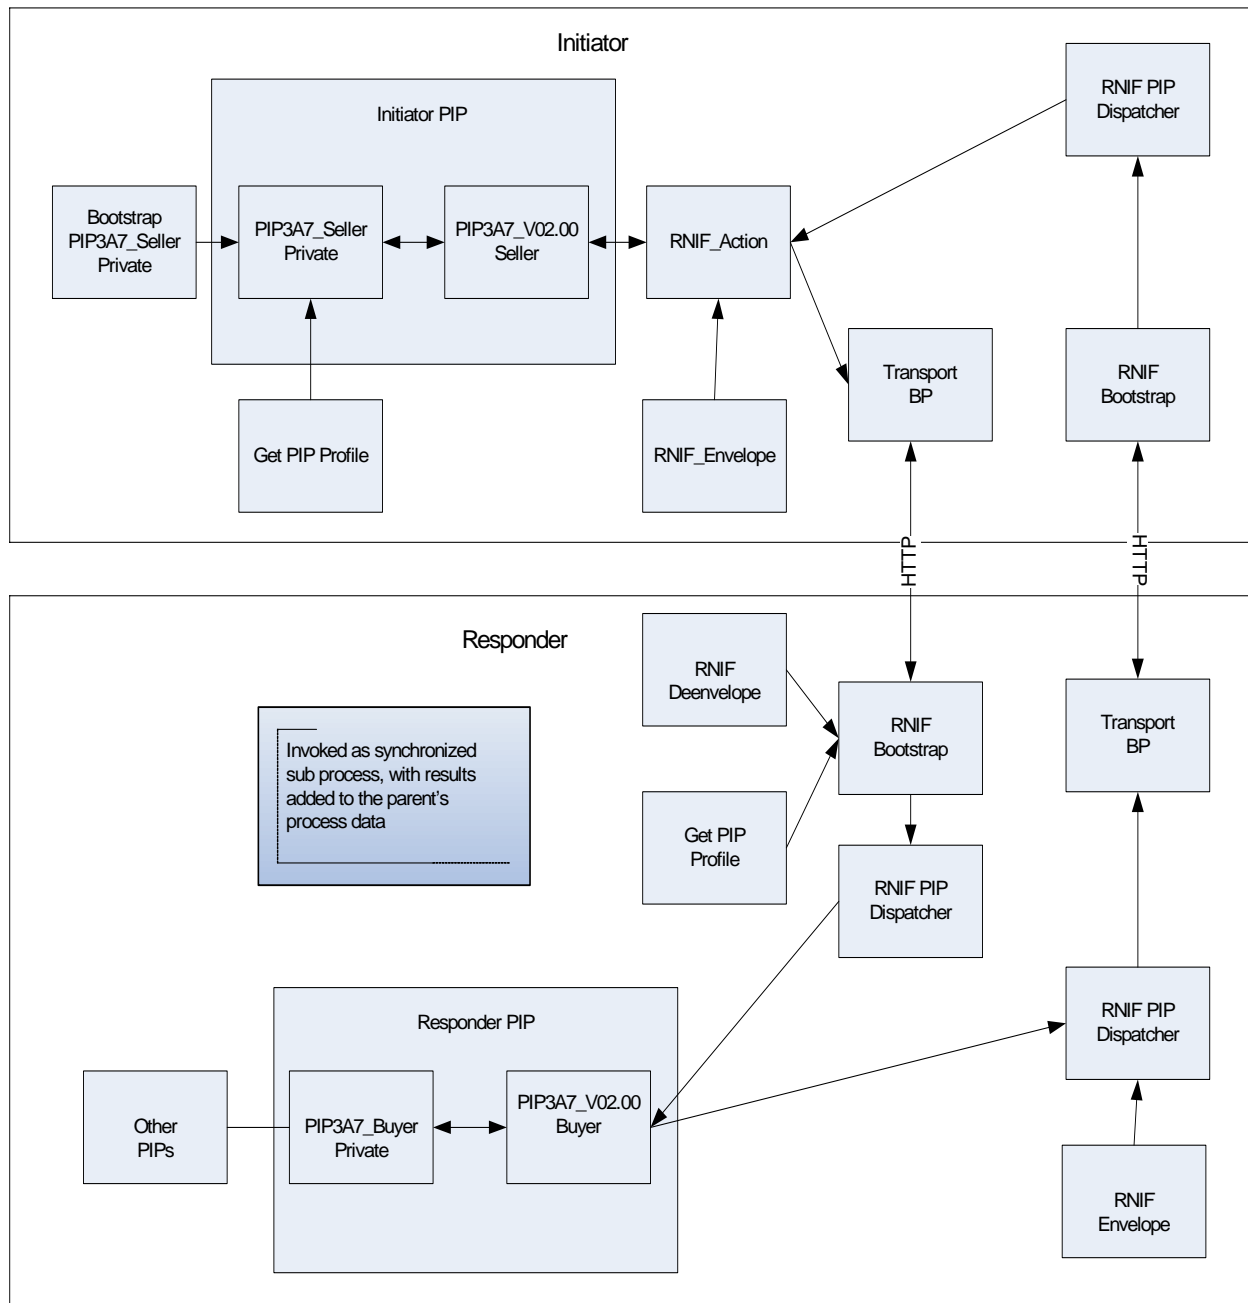 Initiator
RNIF PIP
Dispatcher
Initiator PIP
Bootstrap
PIP3A7_Seller
Private
PIP3A7_Seller
Private
PIP3A7_V02.00
Seller
RNIF_Action
Transport
BP
RNIF
Bootstrap
Get PIP Profile
RNIF_Envelope
HTTP
HTTP
Responder
RNIF
Deenvelope
RNIF
Bootstrap
Transport
BP
Invoked as synchronized
sub process, with results
added to the parent's
process data
Get PIP
Profile
RNIF PIP
Dispatcher
RNIF PIP
Dispatcher
Responder PIP
Other
PIPs
PIP3A7_Buyer
Private
PIP3A7_V02.00
Buyer
RNIF
Envelope